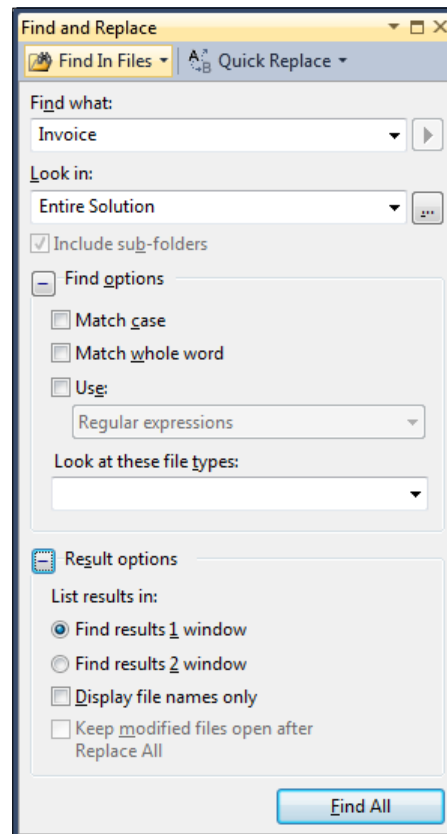 Find and Replace
Find In Files
Quick Replace
Find what:
Invoice
Look in:
Entire Solution
...
Include sub-folders
Find options
Match case
Match whole word
Use:
Regular expressions
Look at these file types:
Result options
List results in:
Find results 1 window
Find results 2 window
Display file names only
Keep modified files open after
Replace All
Find All